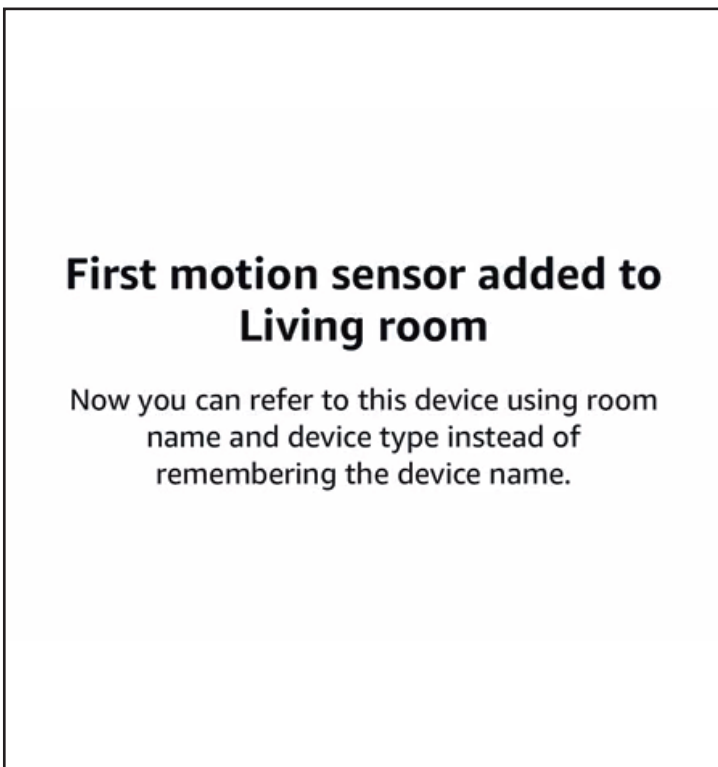 First motion sensor added to
Living room
Now you can refer to this device using room
name and device type instead of
remembering the device name.